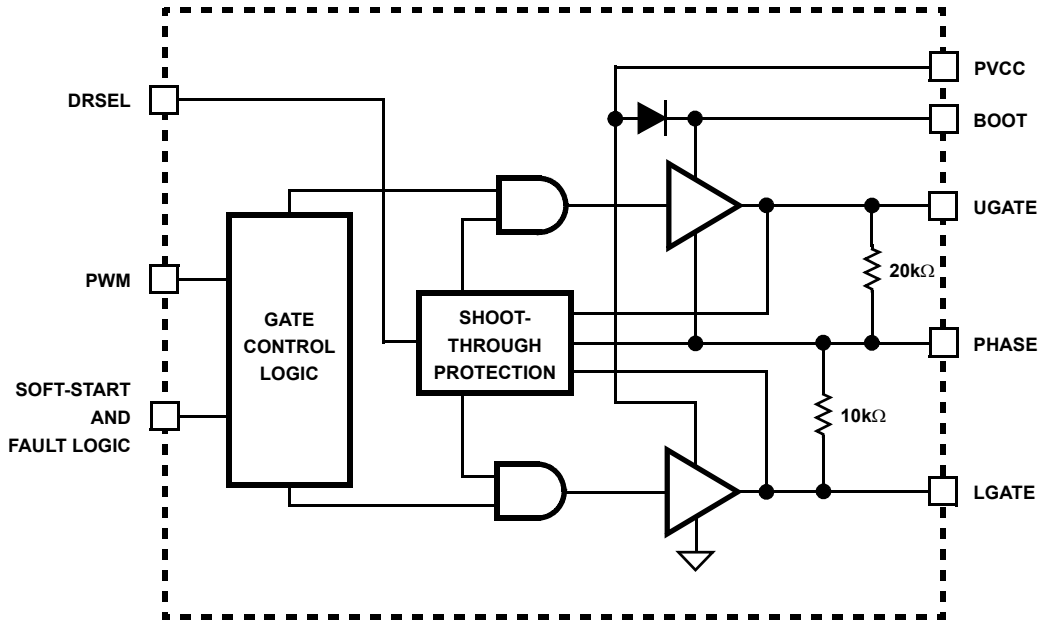 DRSEL
PWM
SOFT-START
AND
FAULT LOGIC
GATE
CONTROL
LOGIC
SHOOT-
THROUGH
PROTECTION
20kΩ
10kΩ
PVCC
BOOT
UGATE
PHASE
LGATE